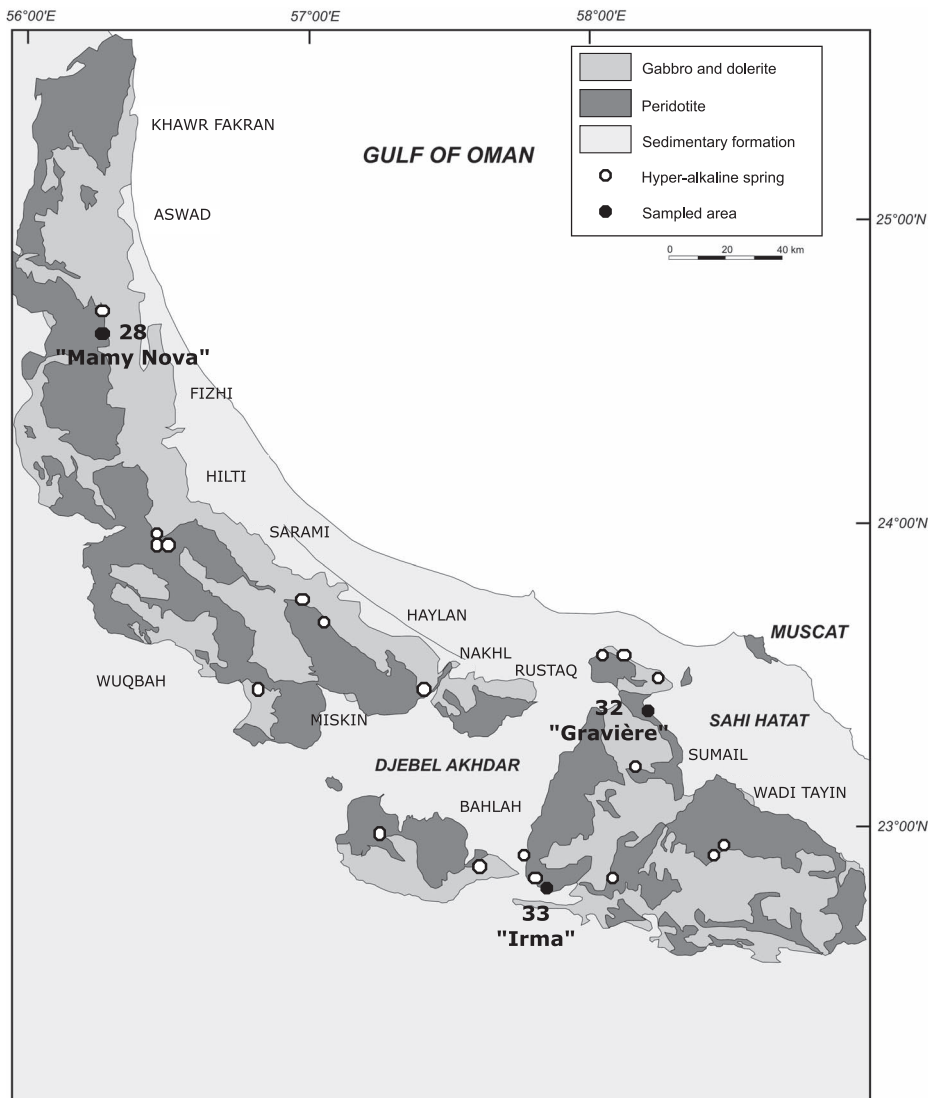 56°00'E
57°00'E
58°00'E
Gabbro and dolerite
Peridotite
Sedimentary formation
Hyper-alkaline spring
Sampled area
0 20 40 km
KHAWR FAKRAN
GULF OF OMAN
ASWAD
25°00'N
28
"Mamy Nova"
FIZHI
HILTI
24°00'N
SARAMI
HAYLAN
MUSCAT
NAKHL
RUSTAQ
WUQBAH
32
"Gravière"
MISKIN
SAHI HATAT
SUMAIL
DJEBEL AKHDAR
WADI TAYIN
BAHLAH
23°00'N
33
"Irma"